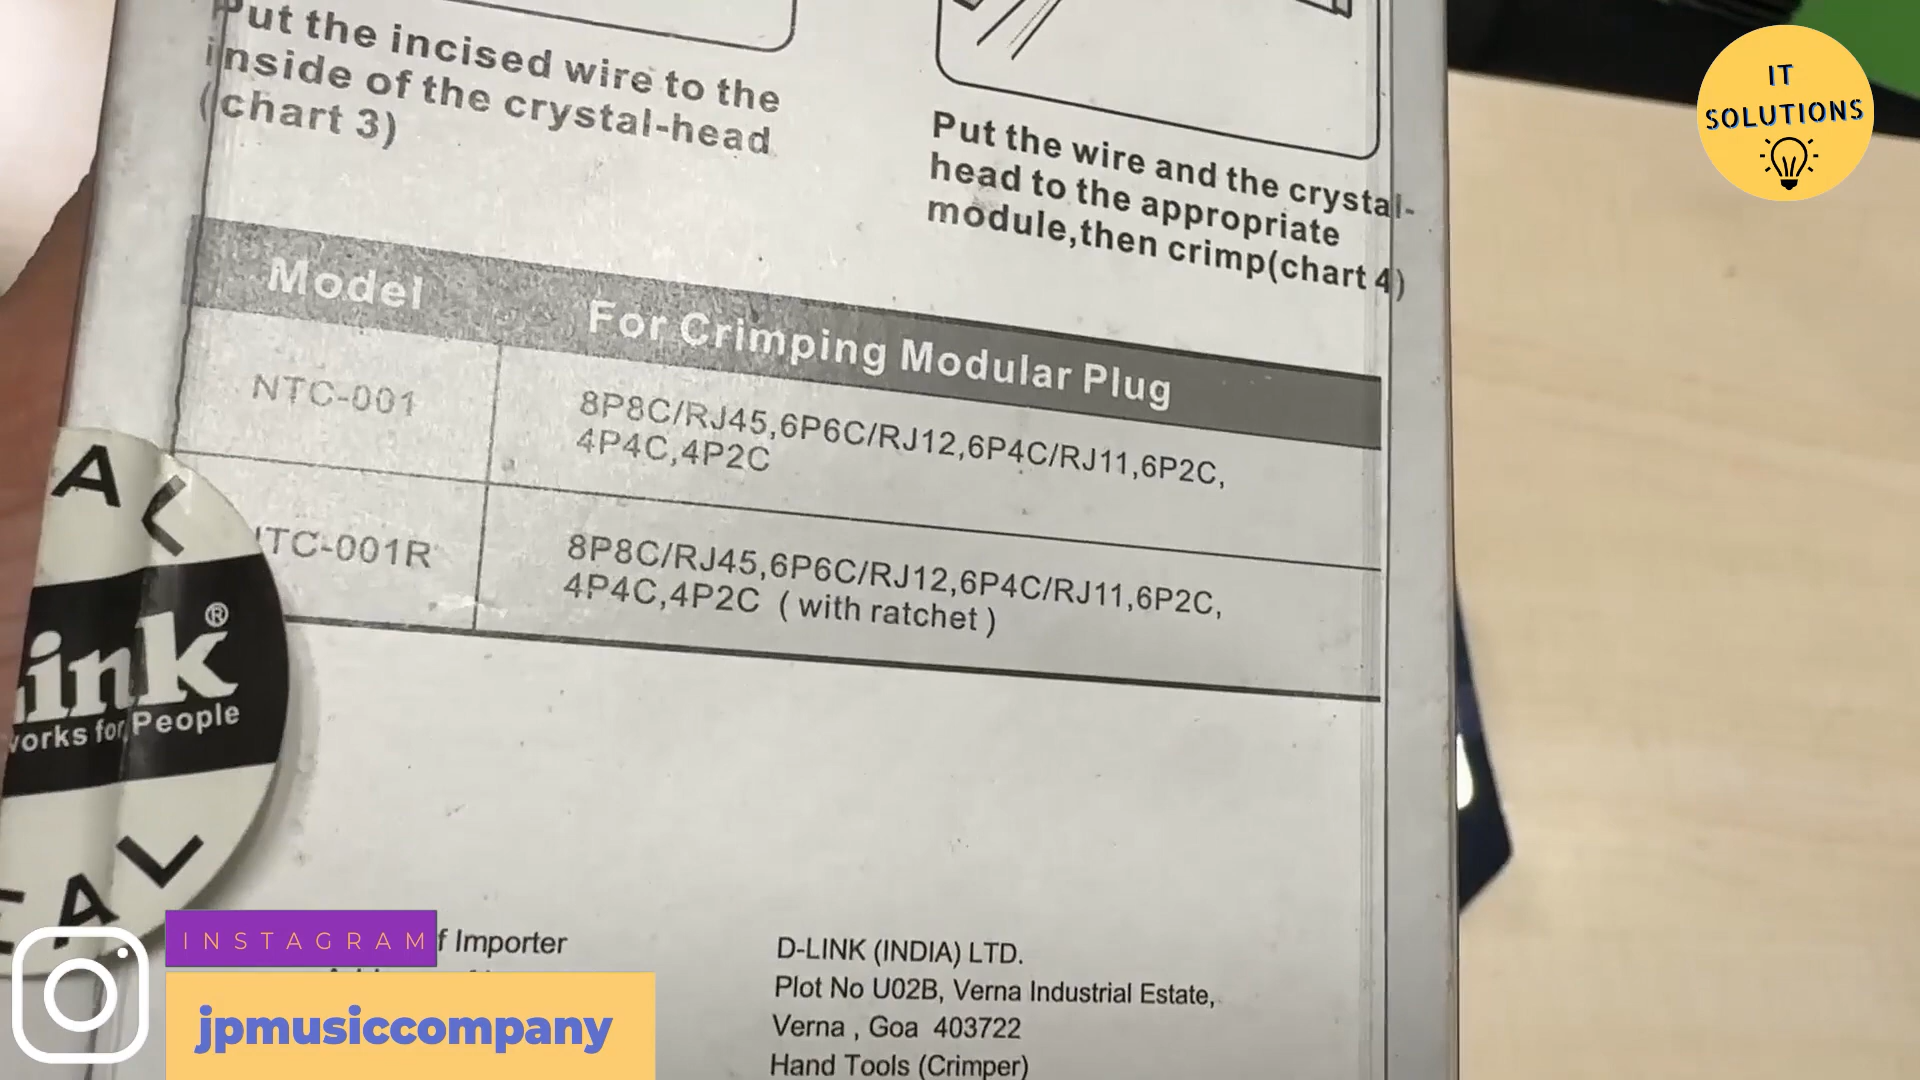 Put the incised wire to the
inside of the crystal-head
(chart 3)
Put the wire and the crystal-
head to the appropriate
module,then crimp(chart 4)
Model
For Crimping Modular Plug
NTC-001
8P8C/RJ45,6P6C/RJ12,6P4C/RJ11,6P2C,
4P4C,4P2C
TC-001R
8P8C/RJ45,6P6C/RJ12,6P4C/RJ11,6P2C,
4P4C,4P2C ( with ratchet )
ink®
for People
f Importer
D-LINK (INDIA) LTD.
Plot No U02B, Verna Industrial Estate,
Verna , Goa 403722
Hand Tools (Crimper)
IT
SOLUTIONS
INSTAGRAM
jpmusiccompany